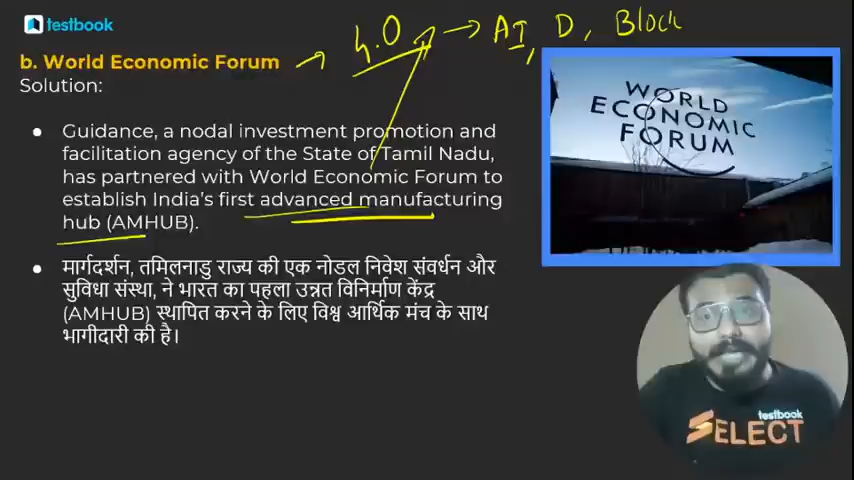 testbook
4.0 → AI, D, Block
b. World Economic Forum
Solution:
● Guidance, a nodal investment promotion and
facilitation agency of the State of Tamil Nadu,
has partnered with World Economic Forum to
establish India's first advanced manufacturing
hub (AMHUB).
● मार्गदर्शन, तमिलनाडु राज्य की एक नोडल निवेश संवर्धन और
सुविधा संस्था, ने भारत का पहला उन्नत विनिर्माण केंद्र
(AMHUB) स्थापित करने के लिए विश्व आर्थिक मंच के साथ
भागीदारी की है।
WORLD
ECONOMIC
FORUM
testbook
SELECT